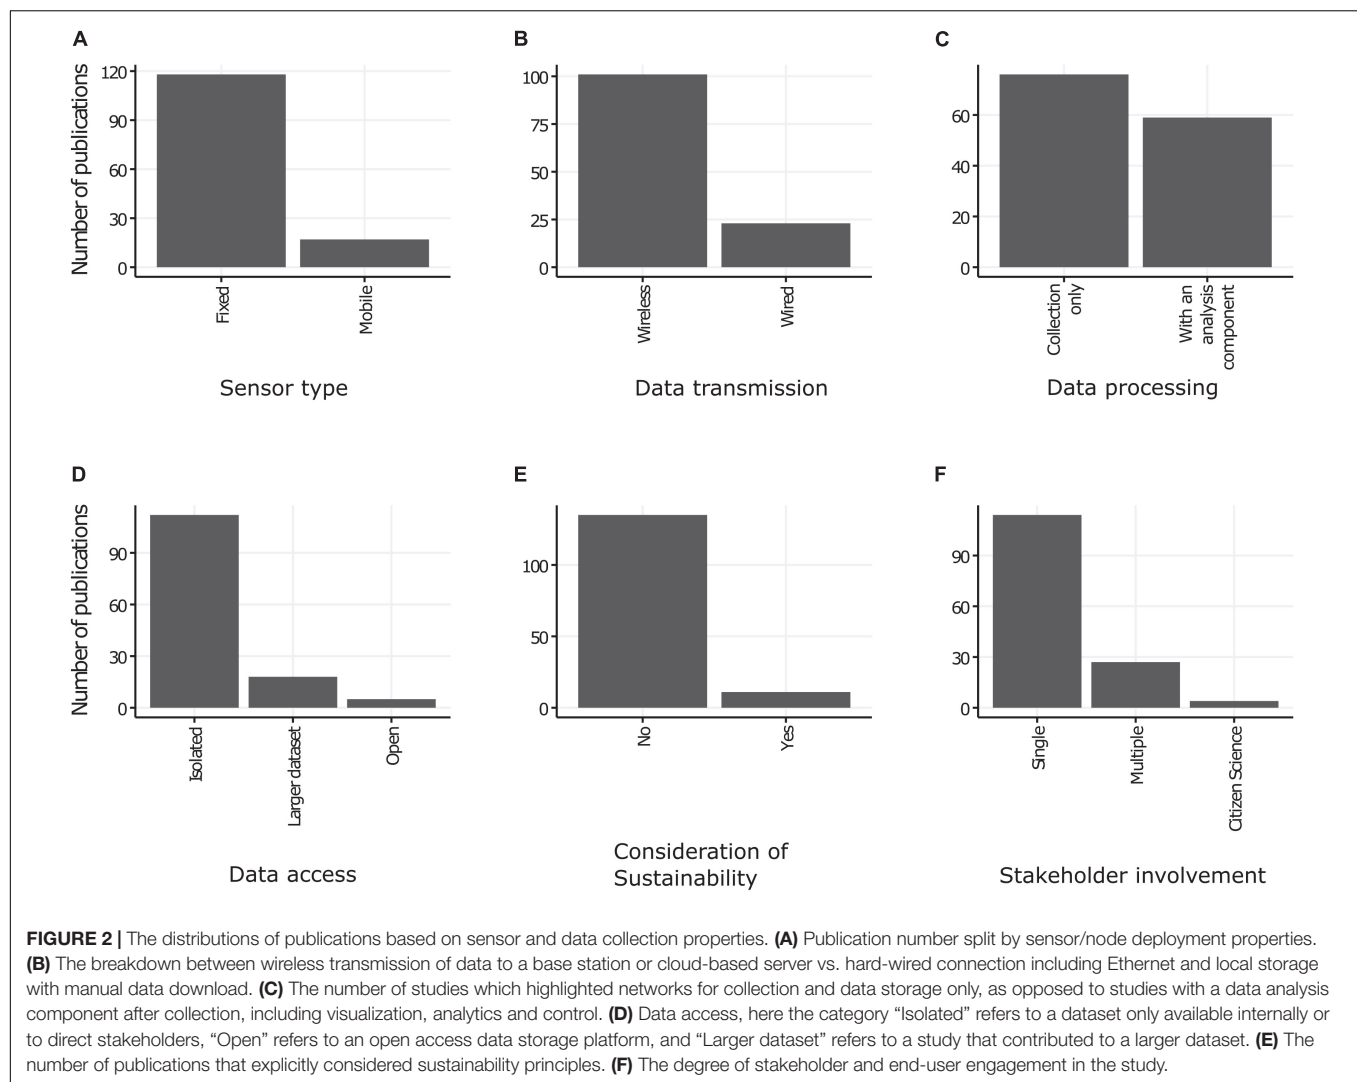 A
B
C
Number of publications
120
90
60
30
0
Fixed
Mobile
Sensor type
100
75
50
25
0
Wireless
Wired
Data transmission
60
40
20
0
Collection
only
With an
analysis
component
Data processing
D
E
F
Number of publications
90
60
30
0
Isolated
Larger dataset
Open
Data access
100
50
0
No
Yes
Consideration of
Sustainability
90
60
30
0
Single
Multiple
Citizen Science
Stakeholder involvement
FIGURE 2 | The distributions of publications based on sensor and data collection properties. (A) Publication number split by sensor/node deployment properties.
(B) The breakdown between wireless transmission of data to a base station or cloud-based server vs. hard-wired connection including Ethernet and local storage
with manual data download. (C) The number of studies which highlighted networks for collection and data storage only, as opposed to studies with a data analysis
component after collection, including visualization, analytics and control. (D) Data access, here the category “Isolated” refers to a dataset only available internally or
to direct stakeholders, “Open” refers to an open access data storage platform, and “Larger dataset” refers to a study that contributed to a larger dataset. (E) The
number of publications that explicitly considered sustainability principles. (F) The degree of stakeholder and end-user engagement in the study.